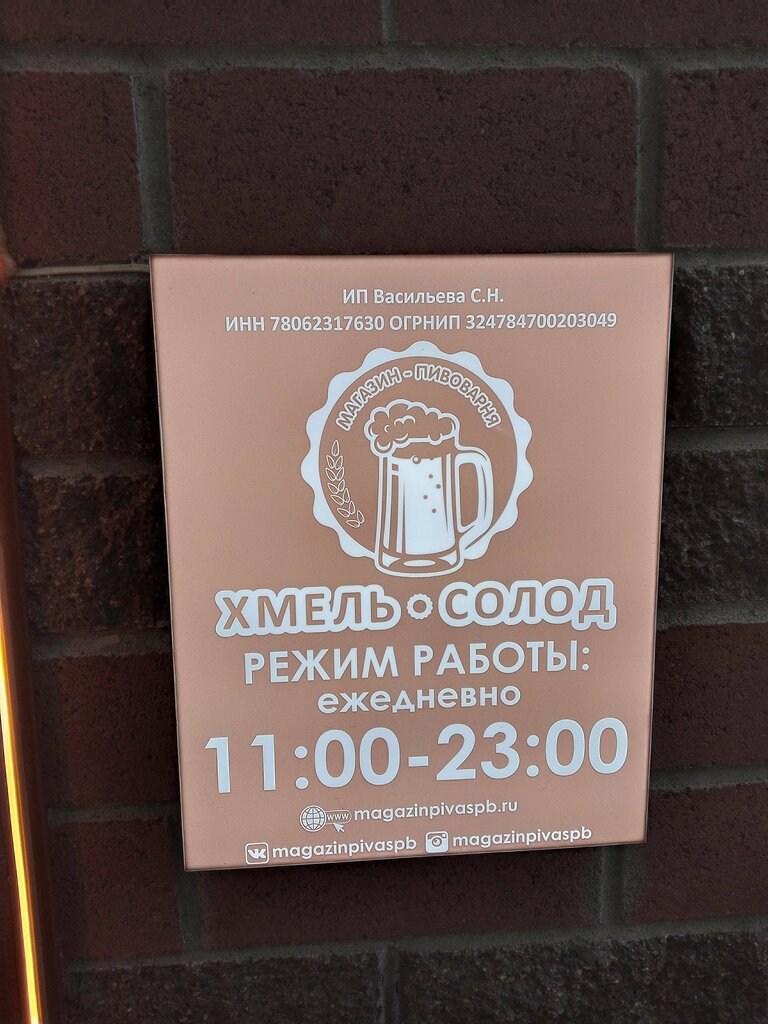 ИП Васильева С.Н.
ИНН 78062317630 ОГРНИП 324784700203049
МАГАЗИН - ПИВОВАРНЯ
ХМЕЛЬ СОЛОД
РЕЖИМ РАБОТЫ:
ежедневно
11:00-23:00
www magazinpivaspb.ru
magazinpivaspb magazinpivaspb